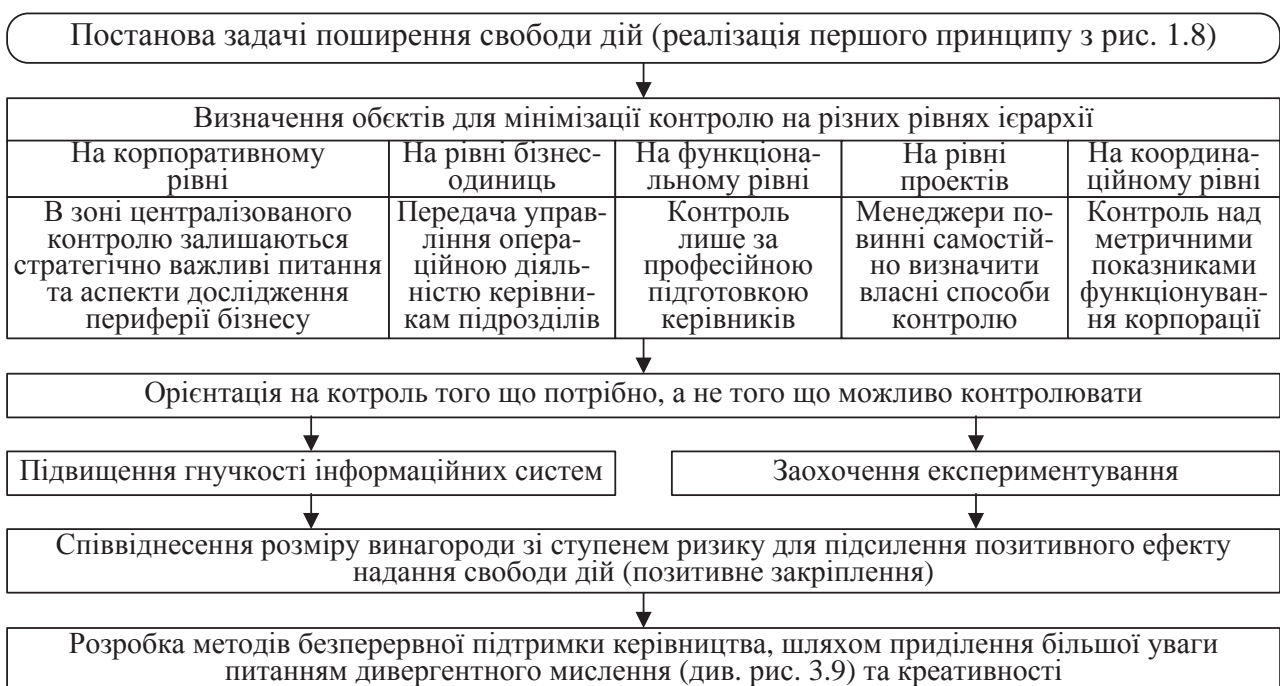 Постанова задачі поширення свободи дій (реалізація першого принципу з рис. 1.8)
Визначення обєктів для мінімізації контролю на різних рівнях ієрархії
На корпоративному
рівні
На рівні бізнес-
одиниць
На функціона-
льному рівні
На рівні
проектів
На координа-
ційному рівні
В зоні централізованого
контролю залишаються
стратегічно важливі питання
та аспекти дослідження
периферії бізнесу
Передача управ-
ління опера-
ційною діяль-
ністю керівни-
кам підрозділів
Контроль
лише за
професійною
підготовкою
керівників
Менеджери по-
винні самостій-
но визначити
власні способи
контролю
Контроль над
метричними
показниками
функціонуван-
ня корпорації
Орієнтація на котроль того що потрібно, а не того що можливо контролювати
Підвищення гнучкості інформаційних систем
Заохочення експериментування
Співвіднесення розміру винагороди зі ступенем ризику для підсилення позитивного ефекту
надання свободи дій (позитивне закріплення)
Розробка методів безперервної підтримки керівництва, шляхом приділення більшої уваги
питанням дивергентного мислення (див. рис. 3.9) та креативності